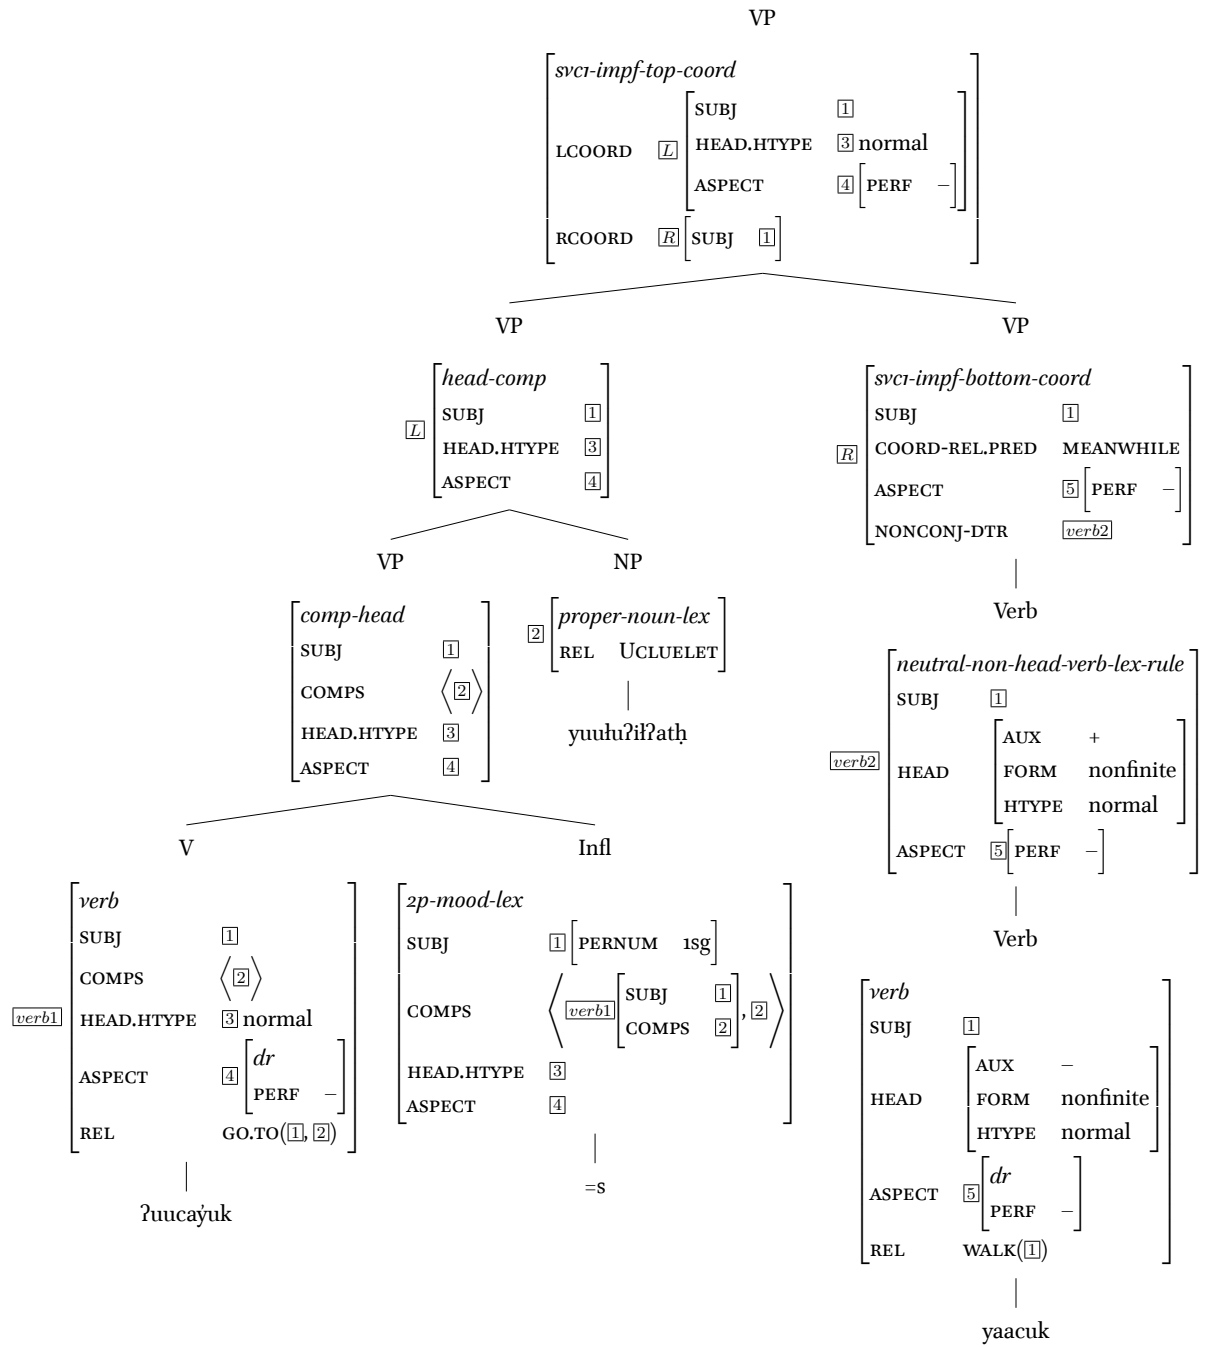 VP
svc1-impf-top-coord
LCOORD L SUBJ 1
HEAD.HTYPE 3 normal
ASPECT 4 PERF –
RCOORD R SUBJ 1
VP VP
head-comp
L SUBJ 1
HEAD.HTYPE 3
ASPECT 4
svc1-impf-bottom-coord
R SUBJ 1
COORD-REL.PRED MEANWHILE
ASPECT 5 PERF –
NONCONJ-DTR verb2
VP NP
comp-head
SUBJ 1
COMPS ⟨2⟩
HEAD.HTYPE 3
ASPECT 4
2 proper-noun-lex
REL UCLUELET
yuułuʔiłʔatḥ
Verb
neutral-non-head-verb-lex-rule
SUBJ 1
verb2 HEAD AUX +
FORM nonfinite
HTYPE normal
ASPECT 5 PERF –
V Infl
verb
SUBJ 1
COMPS ⟨2⟩
verb1 HEAD.HTYPE 3 normal
ASPECT 4 dr
PERF –
REL GO.TO(1, 2)
ʔuucay̓uk
2p-mood-lex
SUBJ 1 PERNUM 1sg
COMPS ⟨verb1 SUBJ 1
COMPS 2, 2⟩
HEAD.HTYPE 3
ASPECT 4
=s
Verb
verb
SUBJ 1
HEAD AUX –
FORM nonfinite
HTYPE normal
ASPECT 5 dr
PERF –
REL WALK(1)
yaacuk